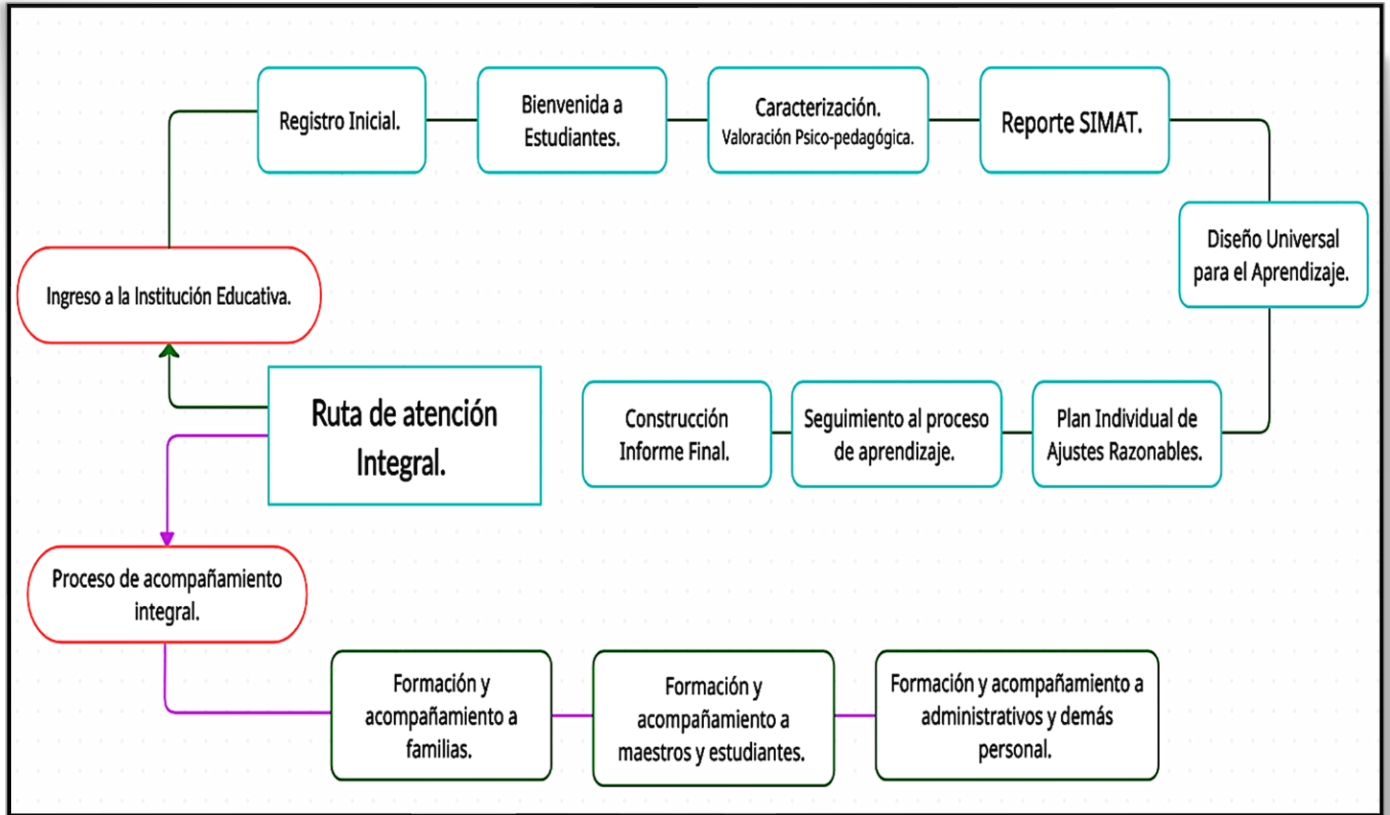 Registro Inicial.
Bienvenida a
Estudiantes.
Caracterización.
Valoración Psico-pedagógica.
Reporte SIMAT.
Diseño Universal
para el Aprendizaje.
Ingreso a la Institución Educativa.
Ruta de atención
Integral.
Construcción
Informe Final.
Seguimiento al proceso
de aprendizaje.
Plan Individual de
Ajustes Razonables.
Proceso de acompañamiento
integral.
Formación y
acompañamiento a
familias.
Formación y
acompañamiento a
maestros y estudiantes.
Formación y acompañamiento a
administrativos y demás
personal.